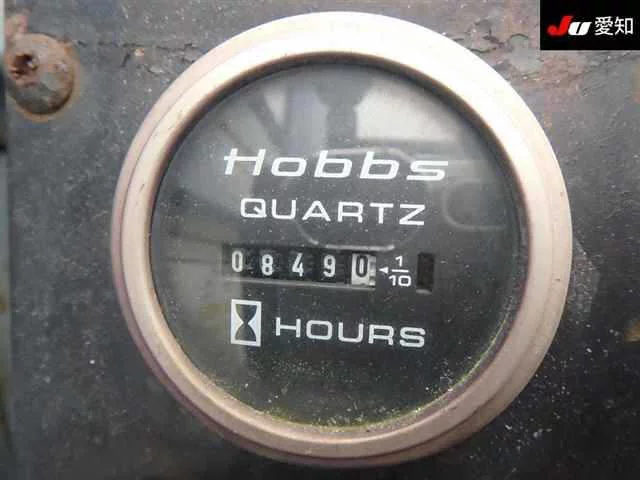 JU 愛知
Hobbs
QUARTZ
08490 ◄ 1/10
HOURS